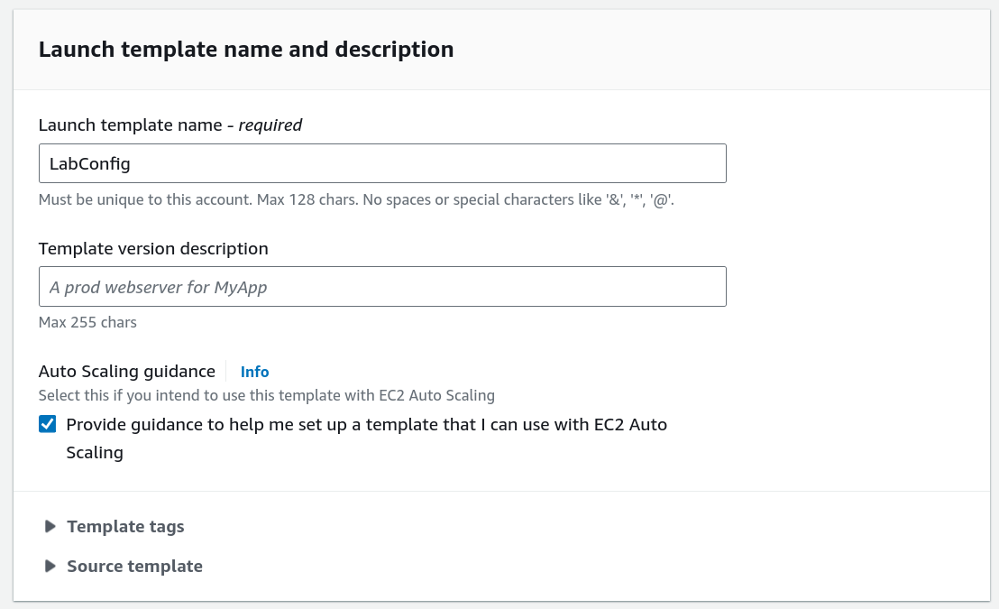 Launch template name and description
Launch template name - required
LabConfig
Must be unique to this account. Max 128 chars. No spaces or special characters like '&', '*', '@'.
Template version description
A prod webserver for MyApp
Max 255 chars
Auto Scaling guidance Info
Select this if you intend to use this template with EC2 Auto Scaling
Provide guidance to help me set up a template that I can use with EC2 Auto
Scaling
Template tags
Source template